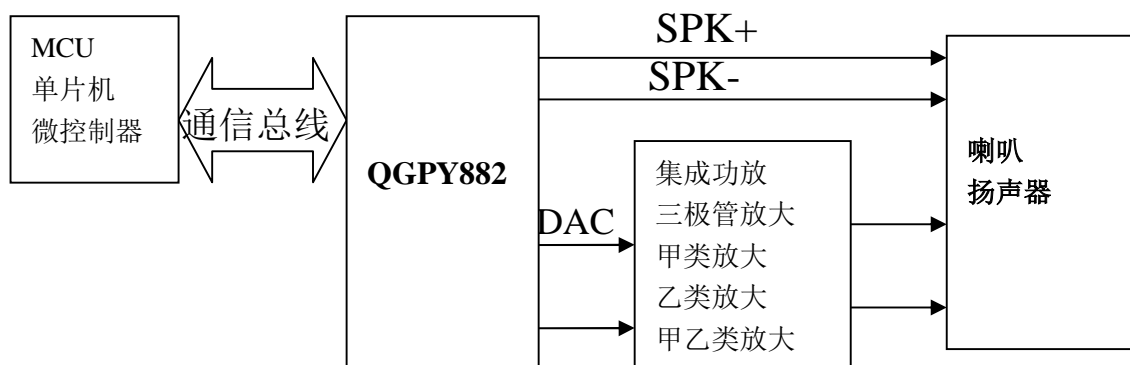 MCU
单片机
微控制器
通信总线
QGPY882
SPK+
SPK-
DAC
集成功放
三极管放大
甲类放大
乙类放大
甲乙类放大
喇叭
扬声器